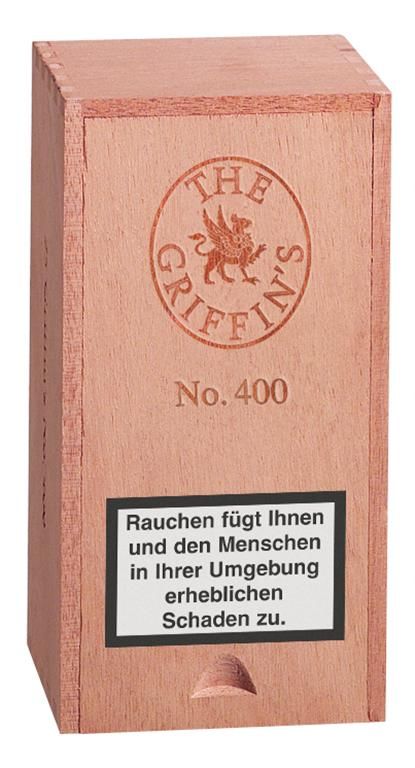 THE
GRIFFIN'S
No. 400
Rauchen fügt Ihnen
und den Menschen
in Ihrer Umgebung
erheblichen
Schaden zu.